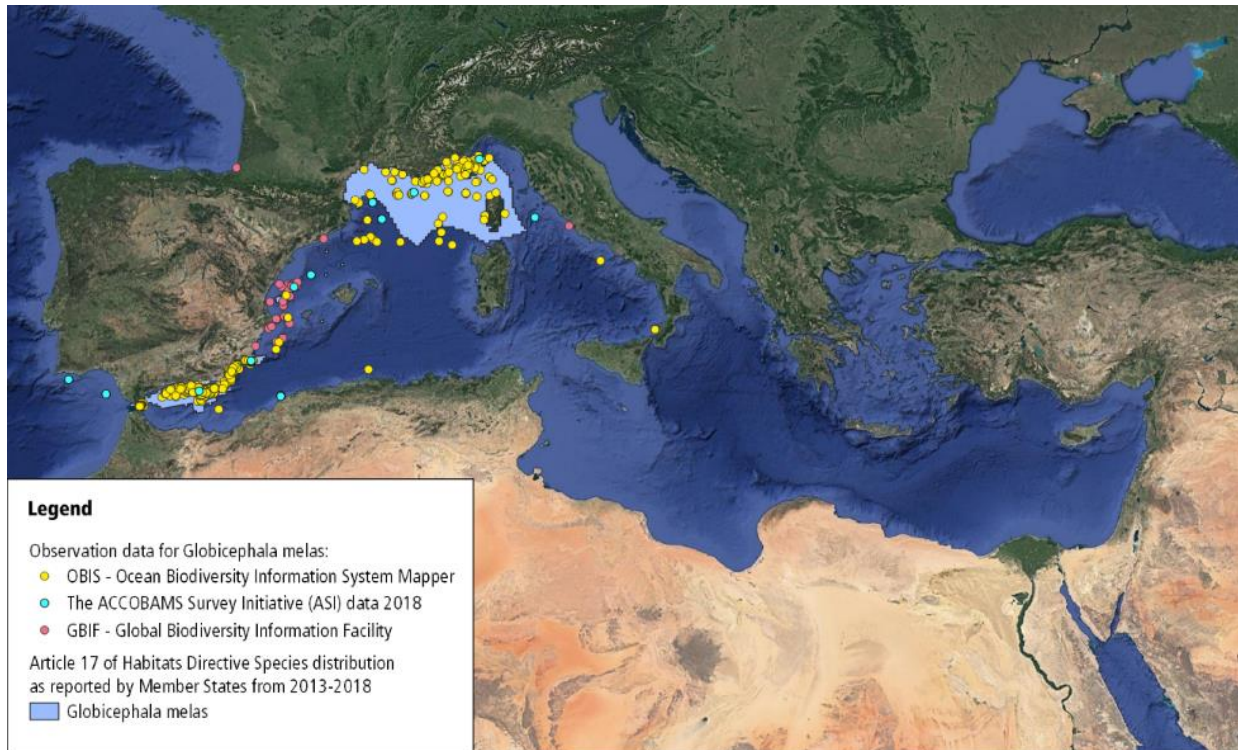 Legend
Observation data for Globicephala melas:
OBIS - Ocean Biodiversity Information System Mapper
The ACCOBAMS Survey Initiative (ASI) data 2018
GBIF - Global Biodiversity Information Facility
Article 17 of Habitats Directive Species distribution
as reported by Member States from 2013-2018
Globicephala melas